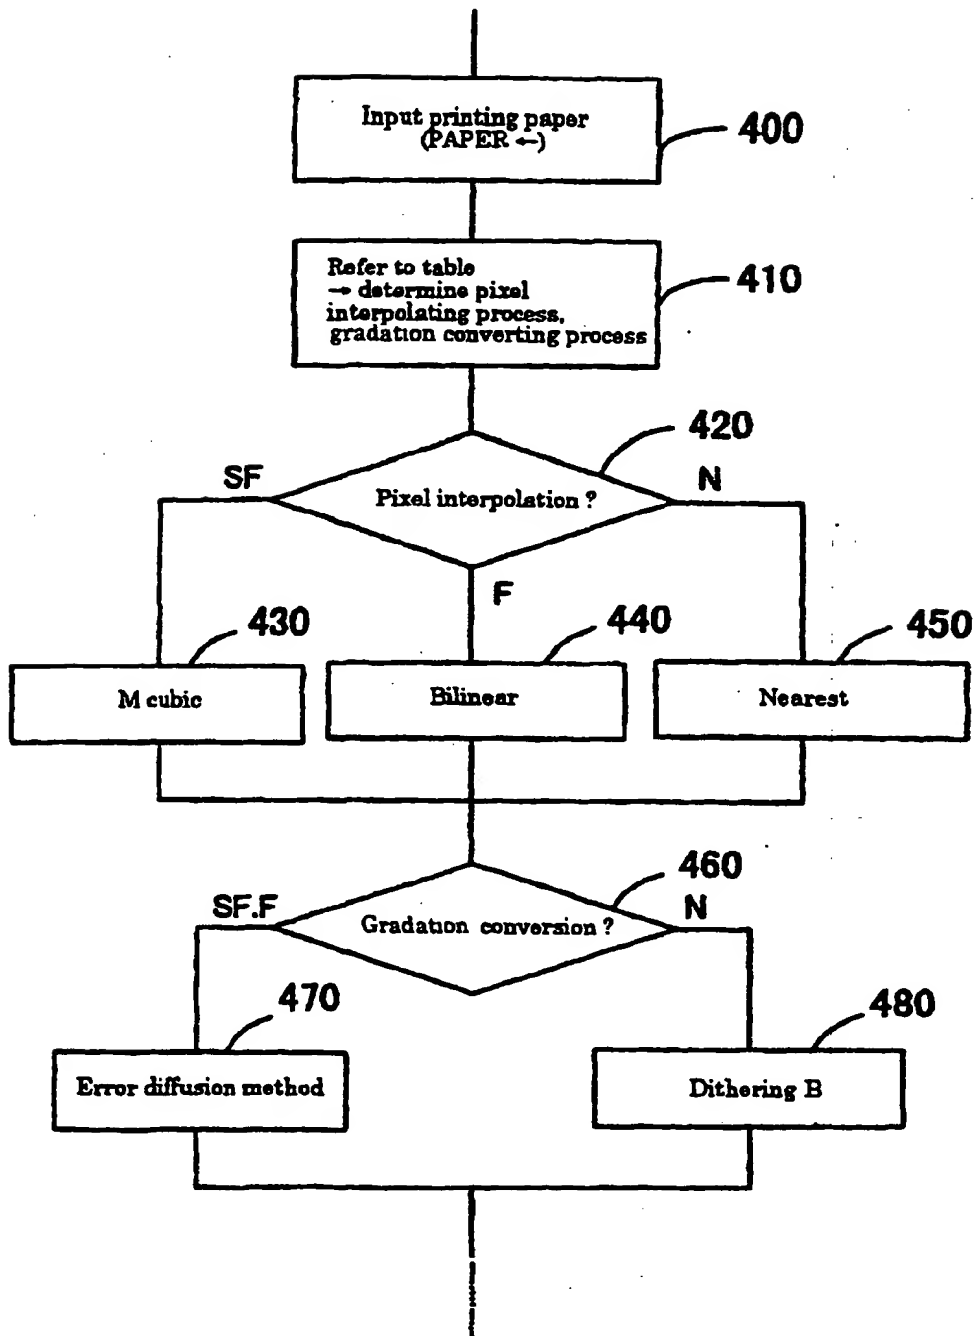 Input printing paper
(PAPER ←)
400
Refer to table
→ determine pixel
interpolating process,
gradation converting process
410
420
SF
Pixel interpolation ?
N
F
430
440
450
M cubic
Bilinear
Nearest
460
SF.F
Gradation conversion ?
N
470
480
Error diffusion method
Dithering B